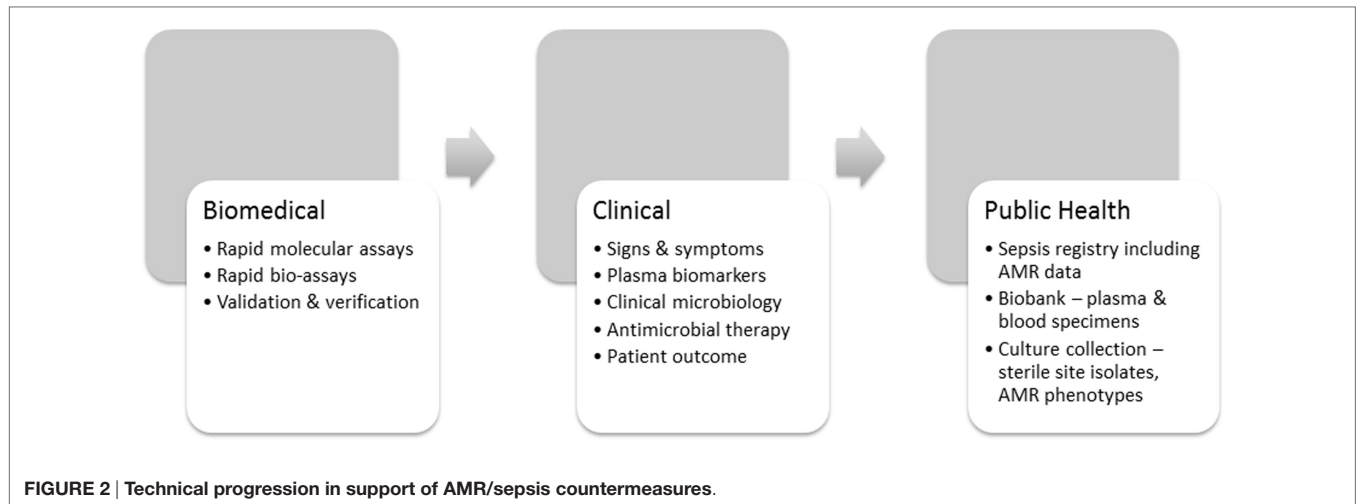 Biomedical
• Rapid molecular assays
• Rapid bio-assays
• Validation & verification
Clinical
• Signs & symptoms
• Plasma biomarkers
• Clinical microbiology
• Antimicrobial therapy
• Patient outcome
Public Health
• Sepsis registry including
AMR data
• Biobank – plasma &
blood specimens
• Culture collection –
sterile site isolates,
AMR phenotypes
FIGURE 2 | Technical progression in support of AMR/sepsis countermeasures.